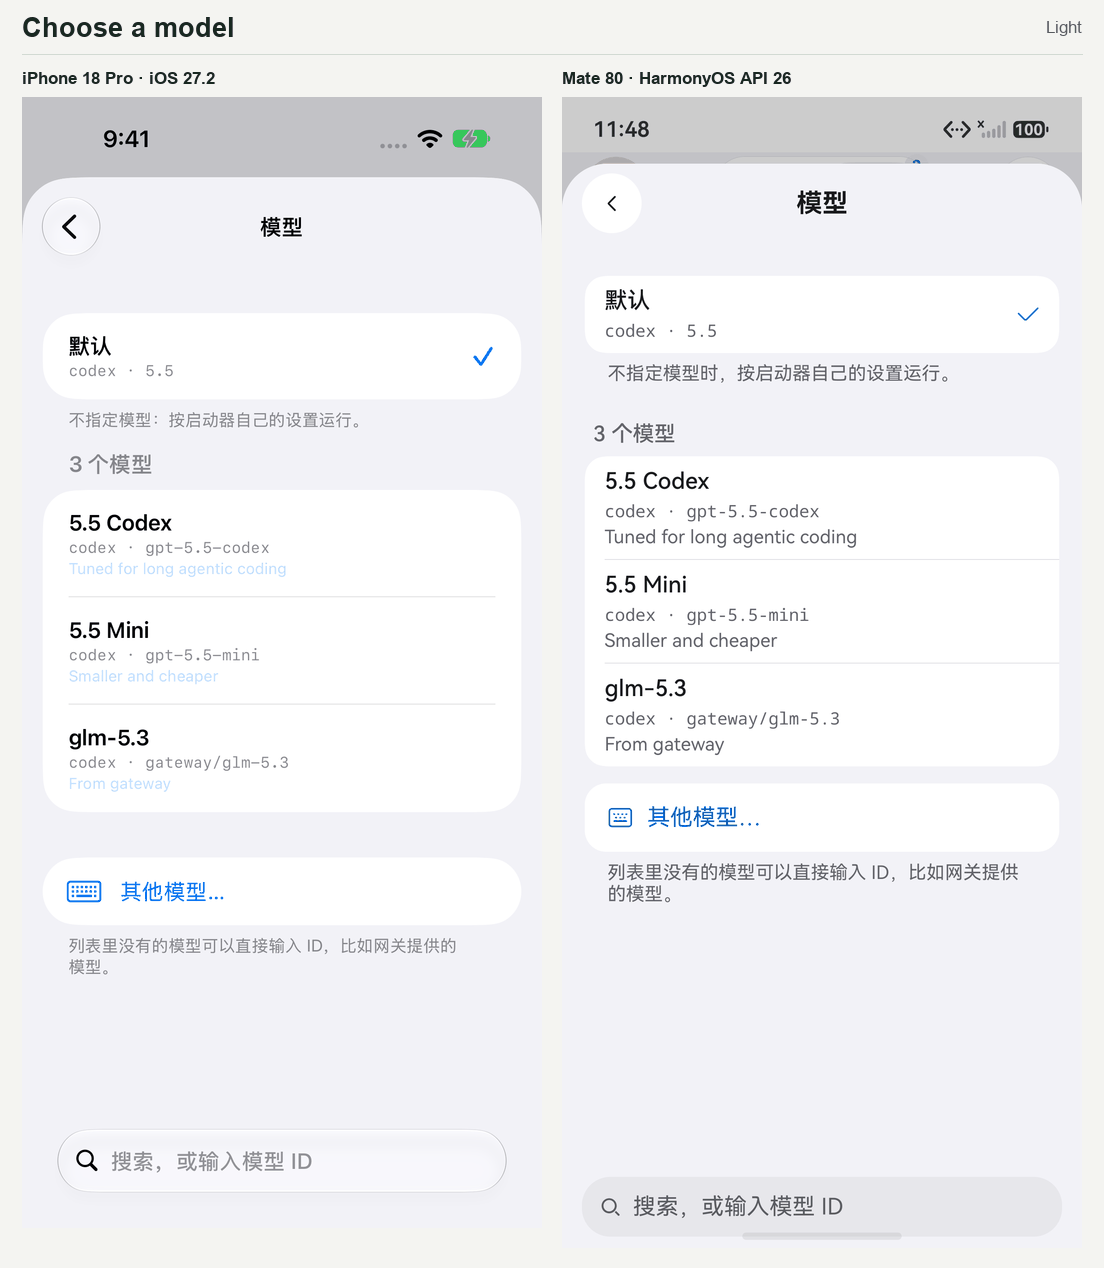 Choose a model
Light
iPhone 18 Pro · iOS 27.2
9:41
模型
默认
codex · 5.5
不指定模型：按启动器自己的设置运行。
3 个模型
5.5 Codex
codex · gpt-5.5-codex
Tuned for long agentic coding
5.5 Mini
codex · gpt-5.5-mini
Smaller and cheaper
glm-5.3
codex · gateway/glm-5.3
From gateway
其他模型...
列表里没有的模型可以直接输入 ID，比如网关提供的
模型。
搜索，或输入模型 ID
Mate 80 · HarmonyOS API 26
11:48
100
模型
默认
codex · 5.5
不指定模型时，按启动器自己的设置运行。
3 个模型
5.5 Codex
codex · gpt-5.5-codex
Tuned for long agentic coding
5.5 Mini
codex · gpt-5.5-mini
Smaller and cheaper
glm-5.3
codex · gateway/glm-5.3
From gateway
其他模型...
列表里没有的模型可以直接输入 ID，比如网关提供
的模型。
搜索，或输入模型 ID